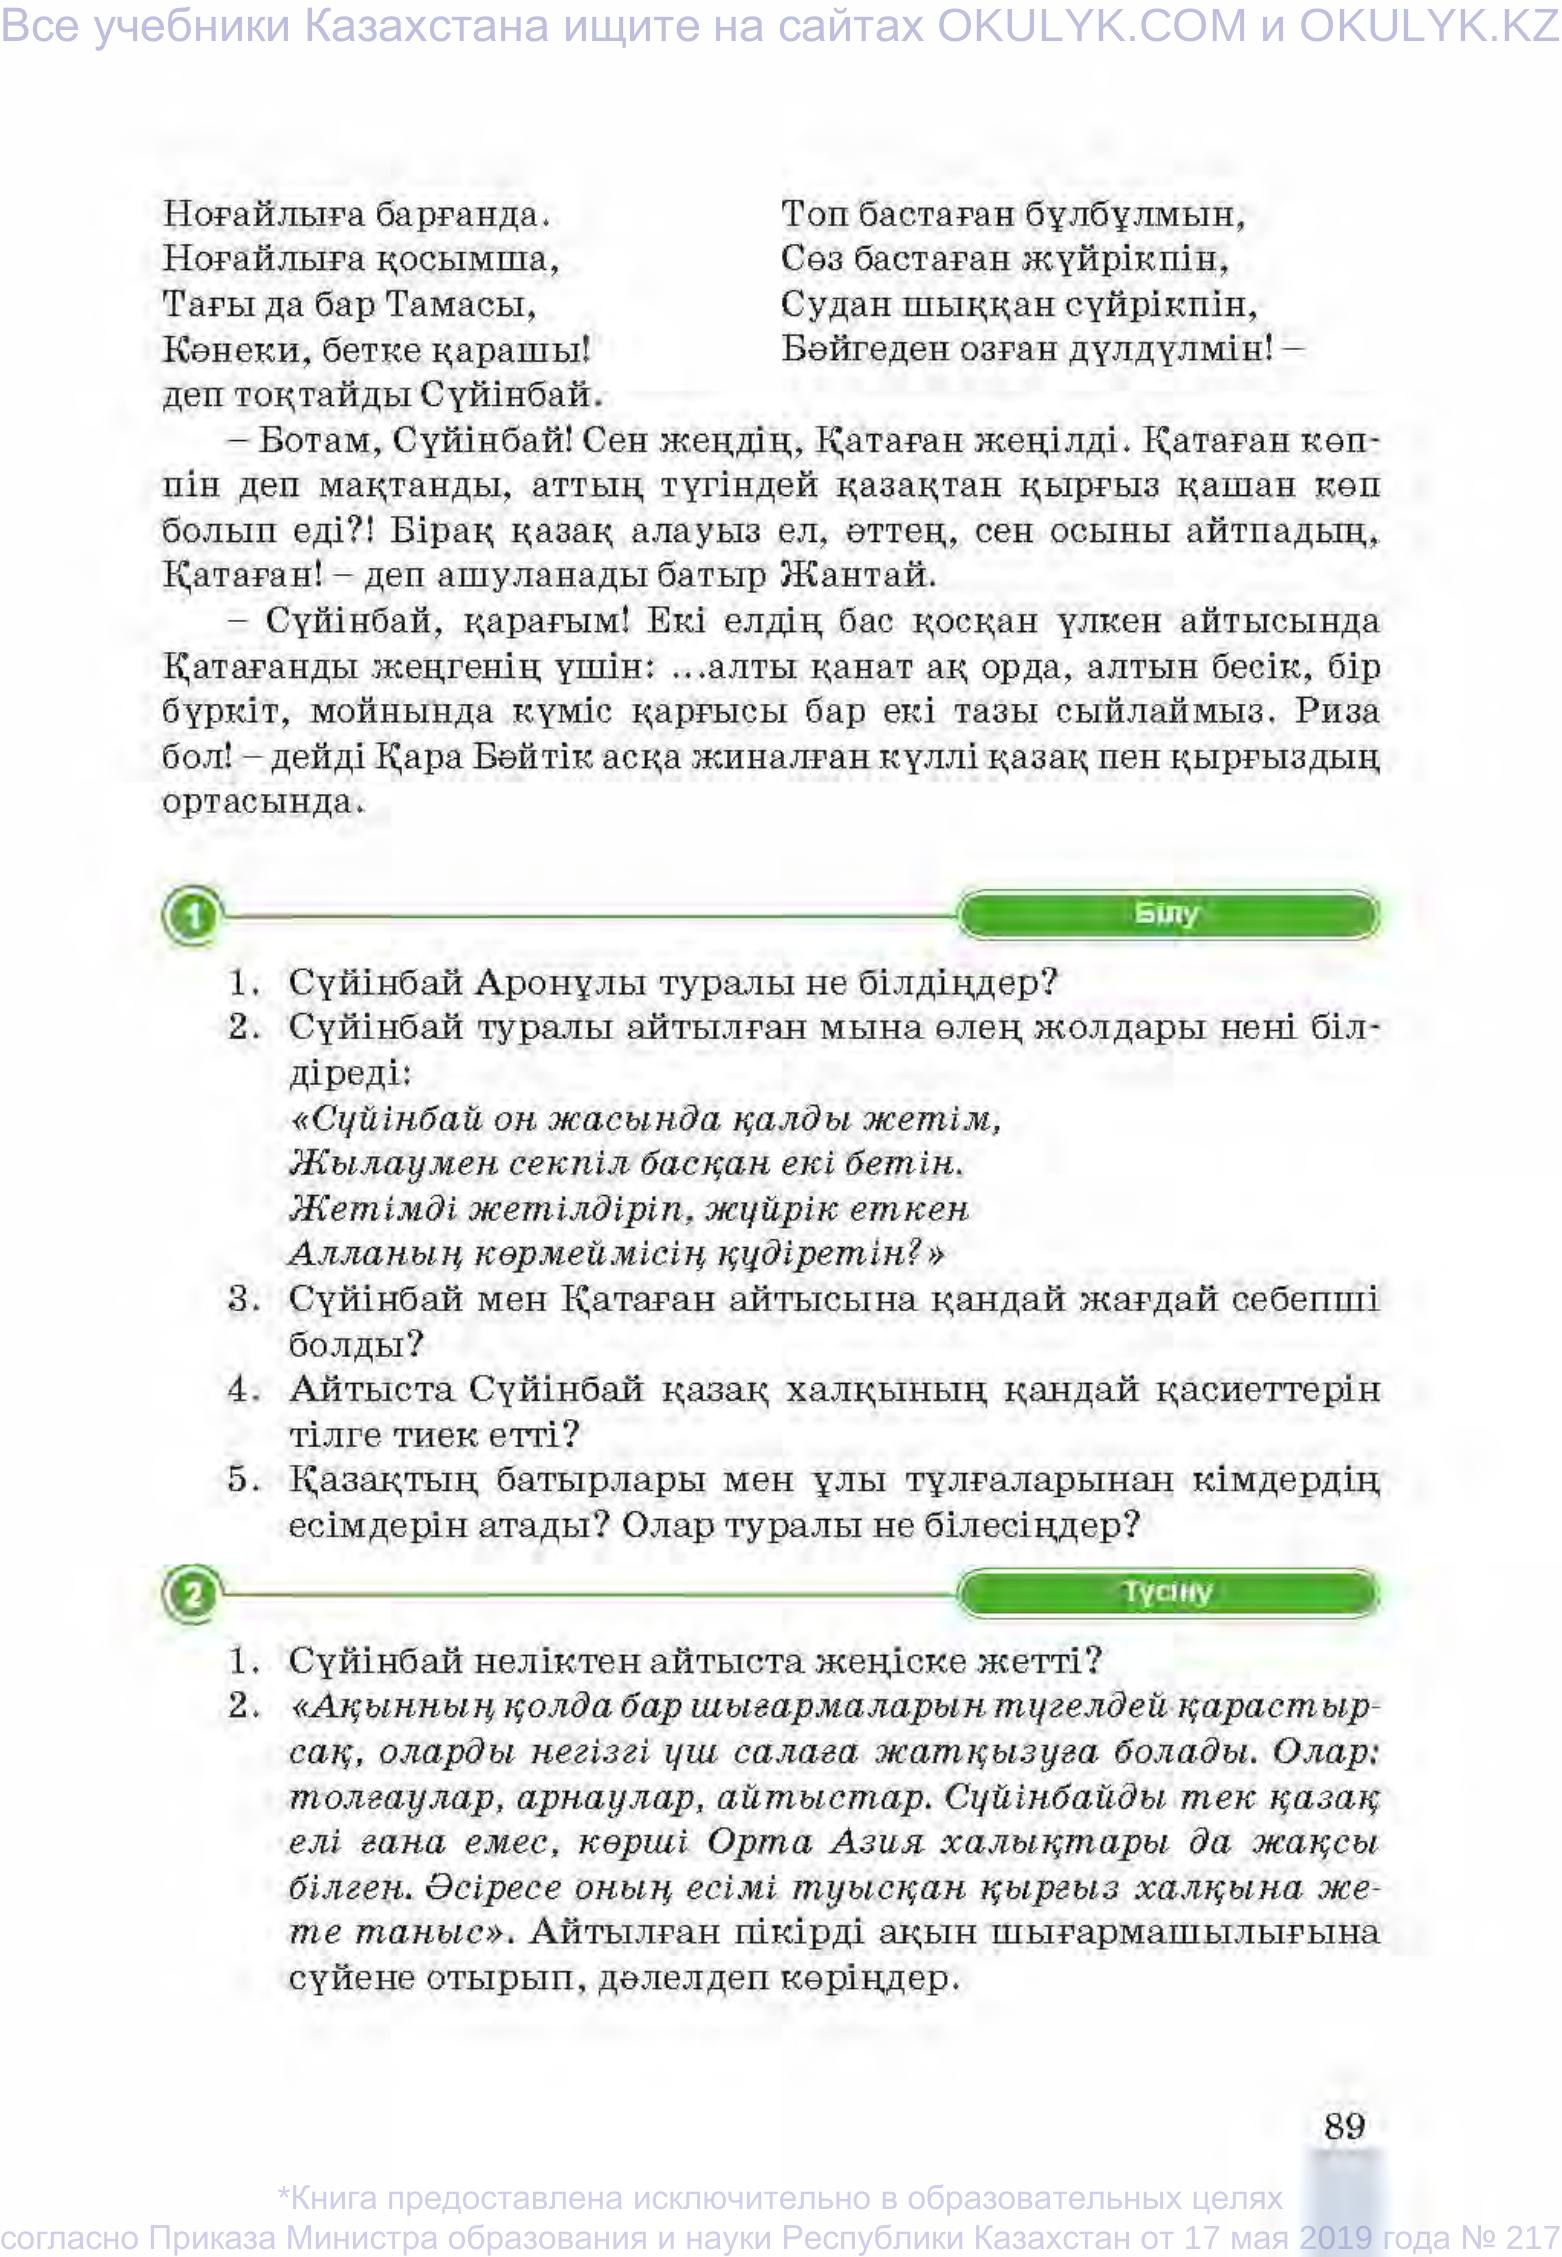 Все учебники Казахстана ищите на сайтах OKULYK.COM и OKULYK.KZ
Ноғайлыға барғанда.
Ноғайлыға қосымша,
Тағы да бар Тамасы,
Кәнеки, бетке қарашы!
Топ бастаған бұлбұлмын,
Сөз бастаған жүйрікпін,
Судан шыққан сүйрікпін,
Бәйгеден озған дүлдүлмін! –
деп тоқтайды Сүйінбай.
– Ботам, Сүйінбай! Сен жеңдің, Қатаған жеңілді. Қатаған көп-
пін деп мақтанды, аттың түгіндей қазақтан қырғыз қашан көп
болып еді?! Бірақ қазақ алауыз ел, әттең, сен осыны айтпадың,
Қатаған! – деп ашуланады батыр Жантай.
– Сүйінбай, қарағым! Екі елдің бас қосқан үлкен айтысында
Қатағанды жеңгенің үшін: ...алты қанат ақ орда, алтын бесік, бір
бүркіт, мойнында күміс қарғысы бар екі тазы сыйлаймыз. Риза
бол! – дейді Қара Бәйтік асқа жиналған күллі қазақ пен қырғыздың
ортасында.
1 Білу
1. Сүйінбай Аронұлы туралы не білдіңдер?
2. Сүйінбай туралы айтылған мына өлең жолдары нені біл-
діреді:
«Сүйінбай он жасында қалды жетім,
Жылаумен секпіл басқан екі бетін.
Жетімді жетілдіріп, жүйрік еткен
Алланың көрмеймісің құдіретін?»
3. Сүйінбай мен Қатаған айтысына қандай жағдай себепші
болды?
4. Айтыста Сүйінбай қазақ халқының қандай қасиеттерін
тілге тиек етті?
5. Қазақтың батырлары мен ұлы тұлғаларынан кімдердің
есімдерін атады? Олар туралы не білесіңдер?
2 Түсіну
1. Сүйінбай неліктен айтыста жеңіске жетті?
2. «Ақынның қолда бар шығармаларын түгелдей қарастыр-
сақ, оларды негізгі үш салаға жатқызуға болады. Олар:
толғаулар, арнаулар, айтыстар. Сүйінбайды тек қазақ
елі ғана емес, көрші Орта Азия халықтары да жақсы
білген. Әсіресе оның есімі туысқан қырғыз халқына же-
те таныс». Айтылған пікірді ақын шығармашылығына
сүйене отырып, дәлелдеп көріңдер.
89
*Книга предоставлена исключительно в образовательных целях
согласно Приказа Министра образования и науки Республики Казахстан от 17 мая 2019 года № 217